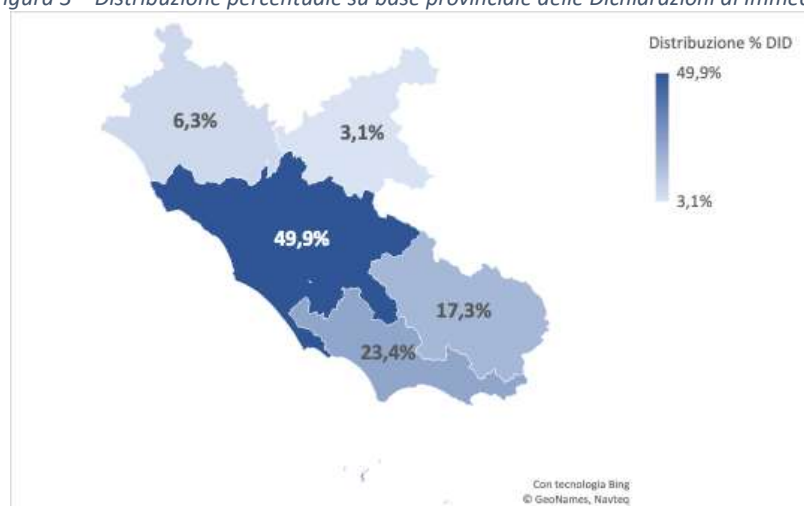 Distribuzione percentuale su base provinciale delle Dichiarazioni di
Distribuzione % DID
49,9%
3,1%
6,3%
3,1%
49,9%
17,3%
23,4%
Con tecnologia Bing
© GeoNames, Navteq